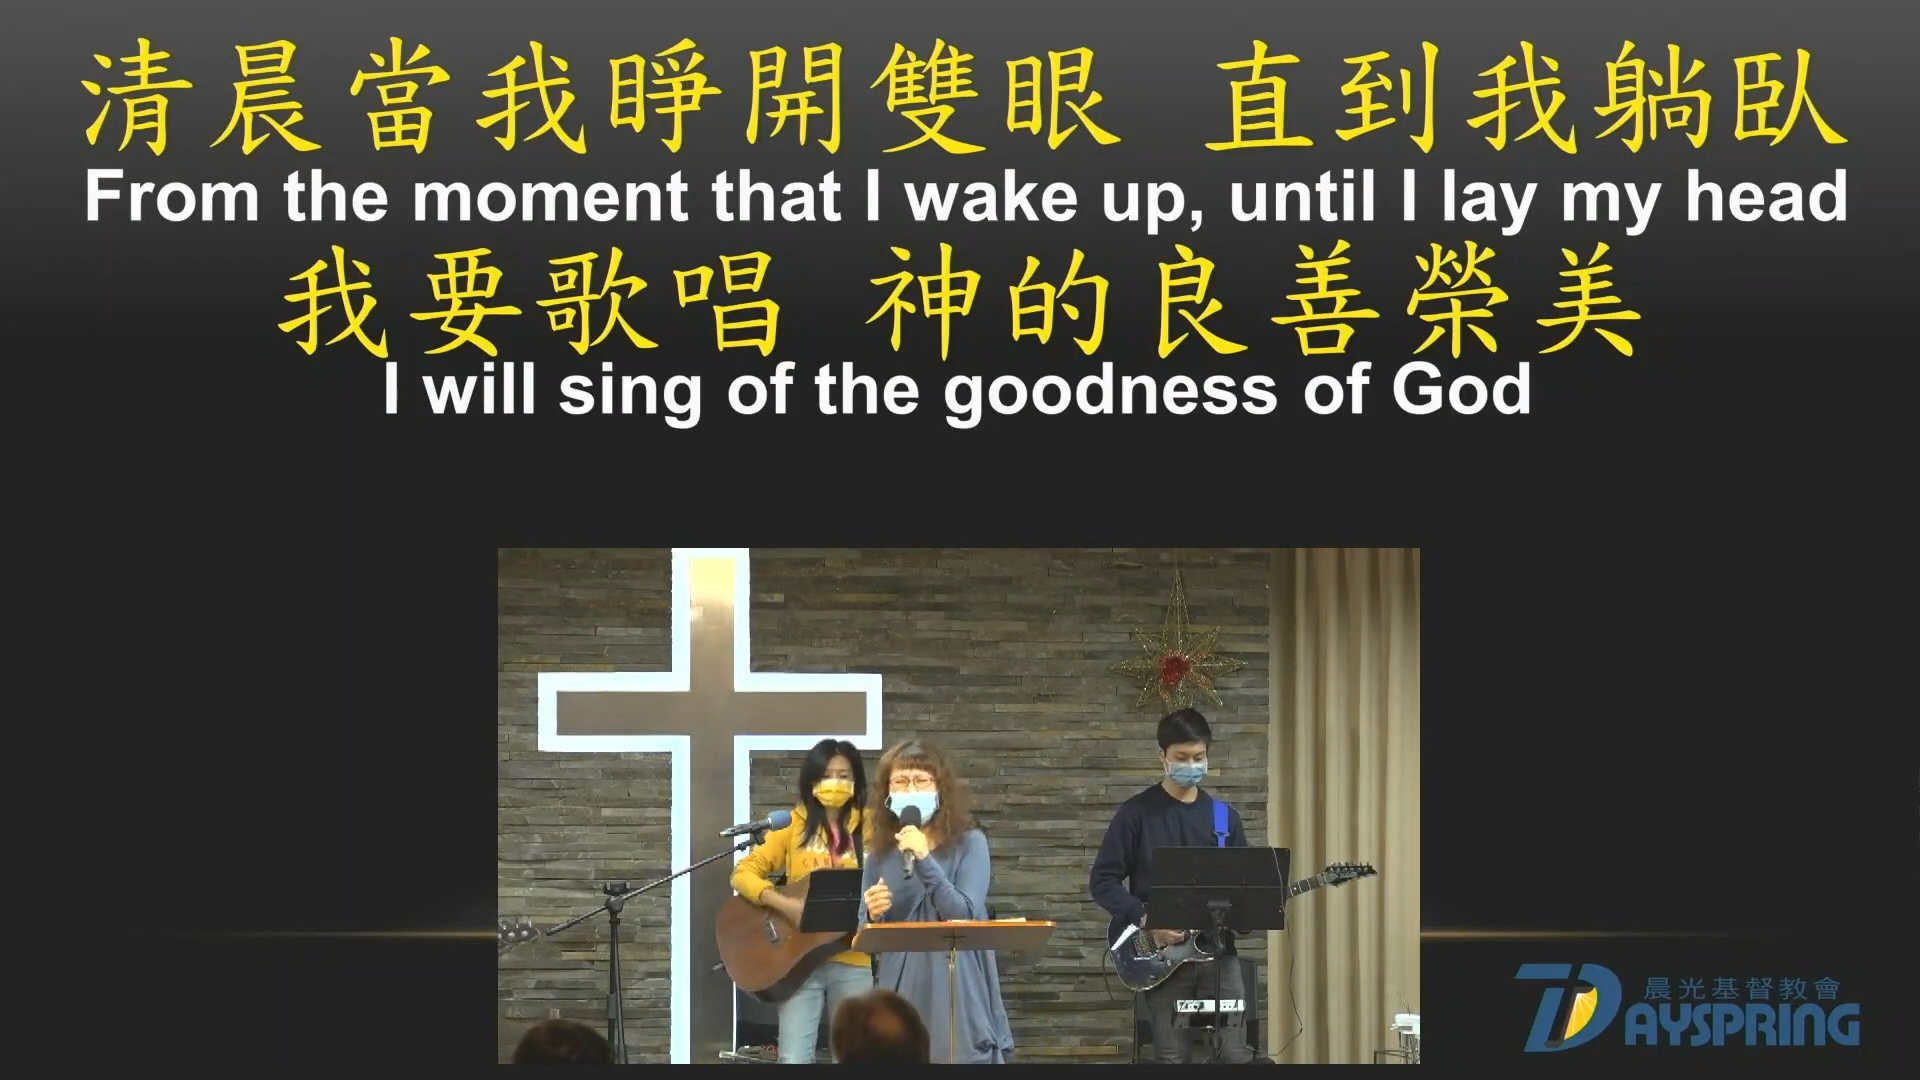 清晨當我睜開雙眼 直到我躺臥
From the moment that I wake up, until I lay my head
我要歌唱 神的良善榮美
I will sing of the goodness of God
晨光基督教會
DAYSPRING